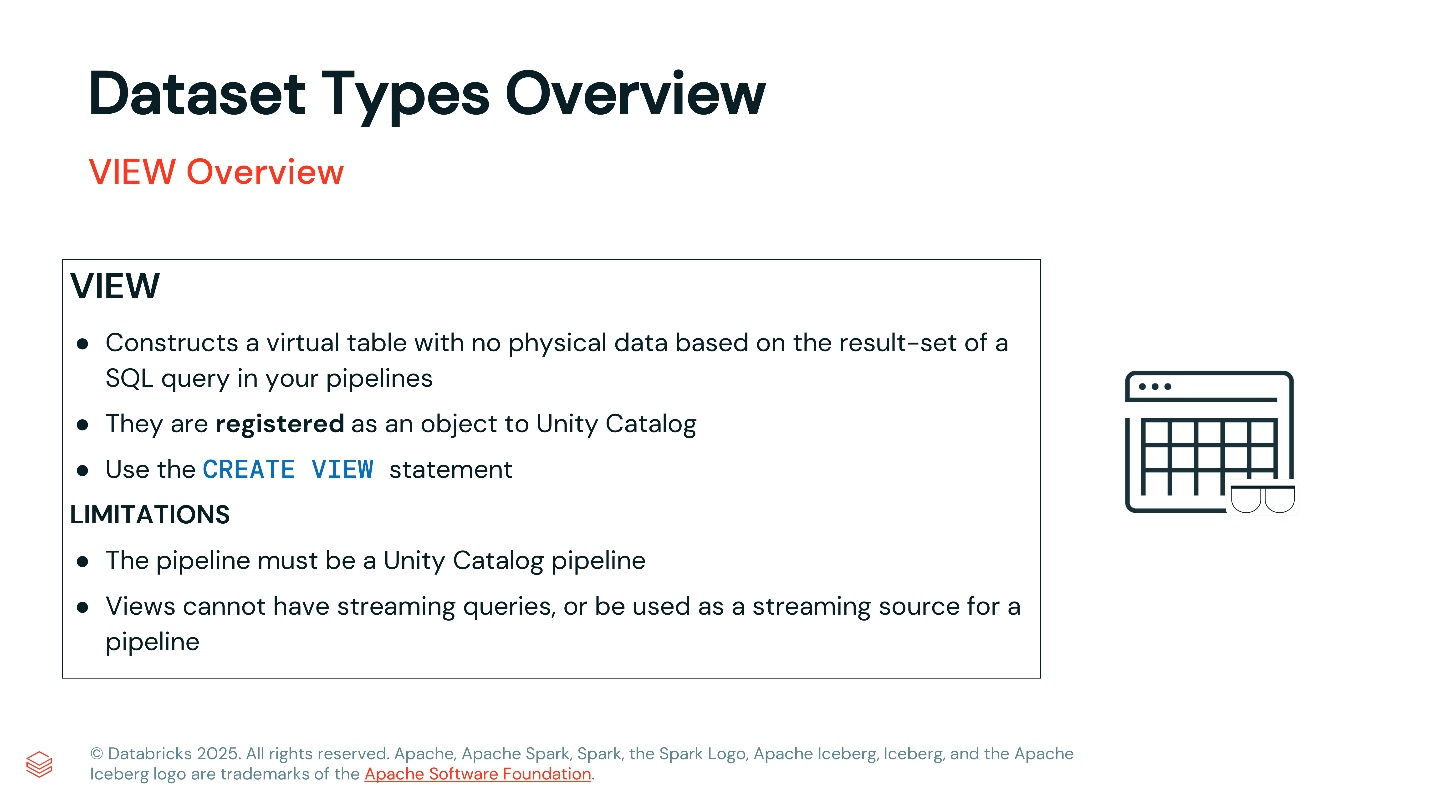 Dataset Types Overview
VIEW Overview
VIEW
● Constructs a virtual table with no physical data based on the result-set of a
SQL query in your pipelines
● They are registered as an object to Unity Catalog
● Use the CREATE VIEW statement
LIMITATIONS
● The pipeline must be a Unity Catalog pipeline
● Views cannot have streaming queries, or be used as a streaming source for a
pipeline
© Databricks 2025. All rights reserved. Apache, Apache Spark, Spark, the Spark Logo, Apache Iceberg, Iceberg, and the Apache
Iceberg logo are trademarks of the Apache Software Foundation.